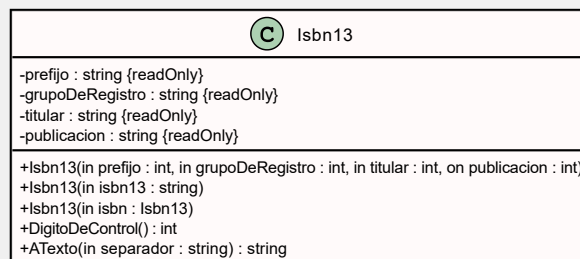 C Isbn13
-prefijo : string {readOnly}
-grupoDeRegistro : string {readOnly}
-titular : string {readOnly}
-publicacion : string {readOnly}
+Isbn13(in prefijo : int, in grupoDeRegistro : int, in titular : int, on publicacion : int)
+Isbn13(in isbn13 : string)
+Isbn13(in isbn : Isbn13)
+DigitoDeControl() : int
+ATexto(in separador : string) : string